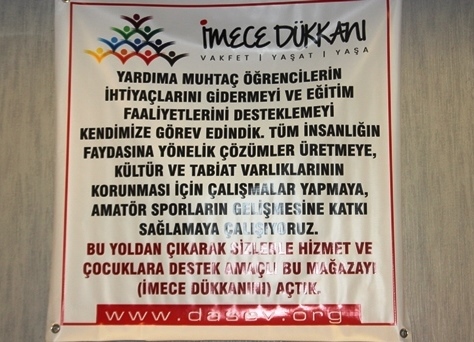 İMECE DÜKKANI
VAKFET | YAŞAT | YAŞA
YARDIMA MUHTAÇ ÖĞRENCİLERİN
İHTİYAÇLARINI GİDERMEYİ VE EĞİTİM
FAALİYETLERİNİ DESTEKLEMEYİ
KENDİMİZE GÖREV EDİNDİK. TÜM İNSANLIĞIN
FAYDASINA YÖNELİK ÇÖZÜMLER ÜRETMEYE,
KÜLTÜR VE TABİAT VARLIKLARININ
KORUNMASI İÇİN ÇALIŞMALAR YAPMAYA,
AMATÖR SPORLARIN GELİŞMESİNE KATKI
SAĞLAMAYA ÇALIŞIYORUZ.
BU YOLDAN ÇIKARAK SİZLERLE HİZMET VE
ÇOCUKLARA DESTEK AMAÇLI BU MAĞAZAYI
(İMECE DÜKKANINI) AÇTIK.
www.dasev.org